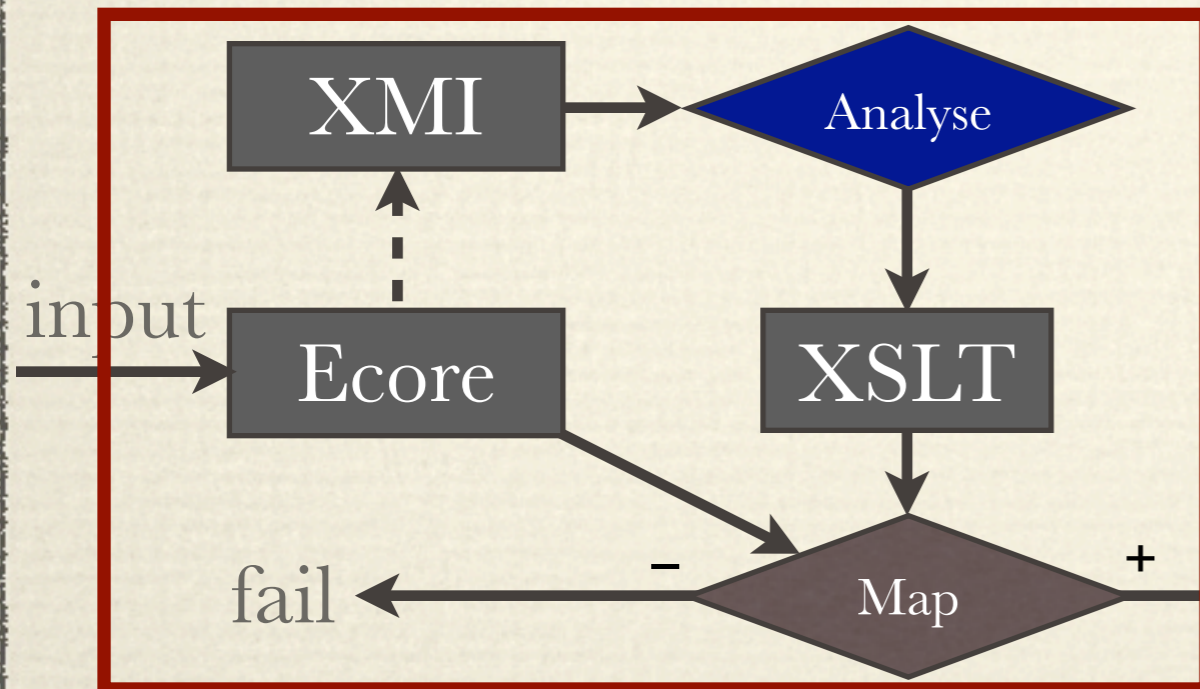 XMI
Analyse
input
Ecore
XSLT
–
+
fail
Map